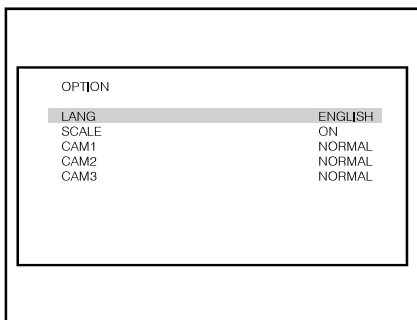 OPTION
LANG ENGLISH
SCALE ON
CAM1 NORMAL
CAM2 NORMAL
CAM3 NORMAL